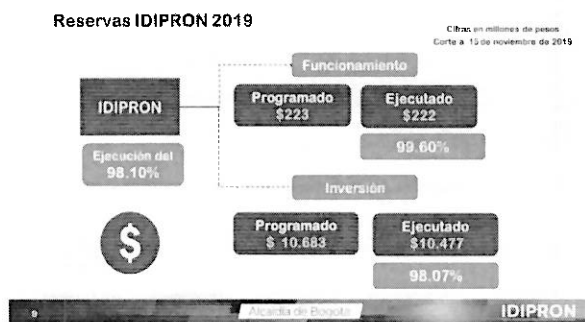 Reservas IDIPRON 2019
Cifras en millones de pesos
Corte a 15 de noviembre de 2019
Funcionamiento
IDIPRON
Programado
$223
Ejecutado
$222
Ejecución del
98.10%
99.60%
Inversión
$
Programado
$ 10.683
Ejecutado
$10.477
98.07%
9
Alcaldía de Bogotá
IDIPRON